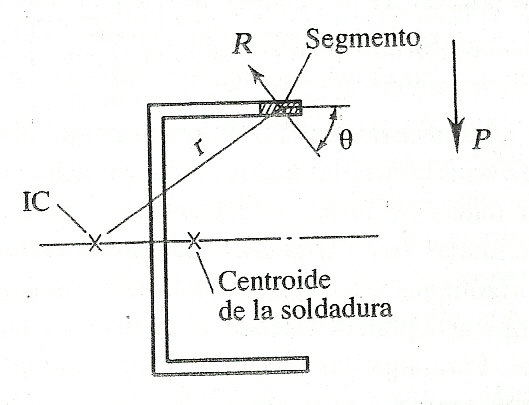 R
Segmento
P
θ
r
IC
Centroide
de la soldadura